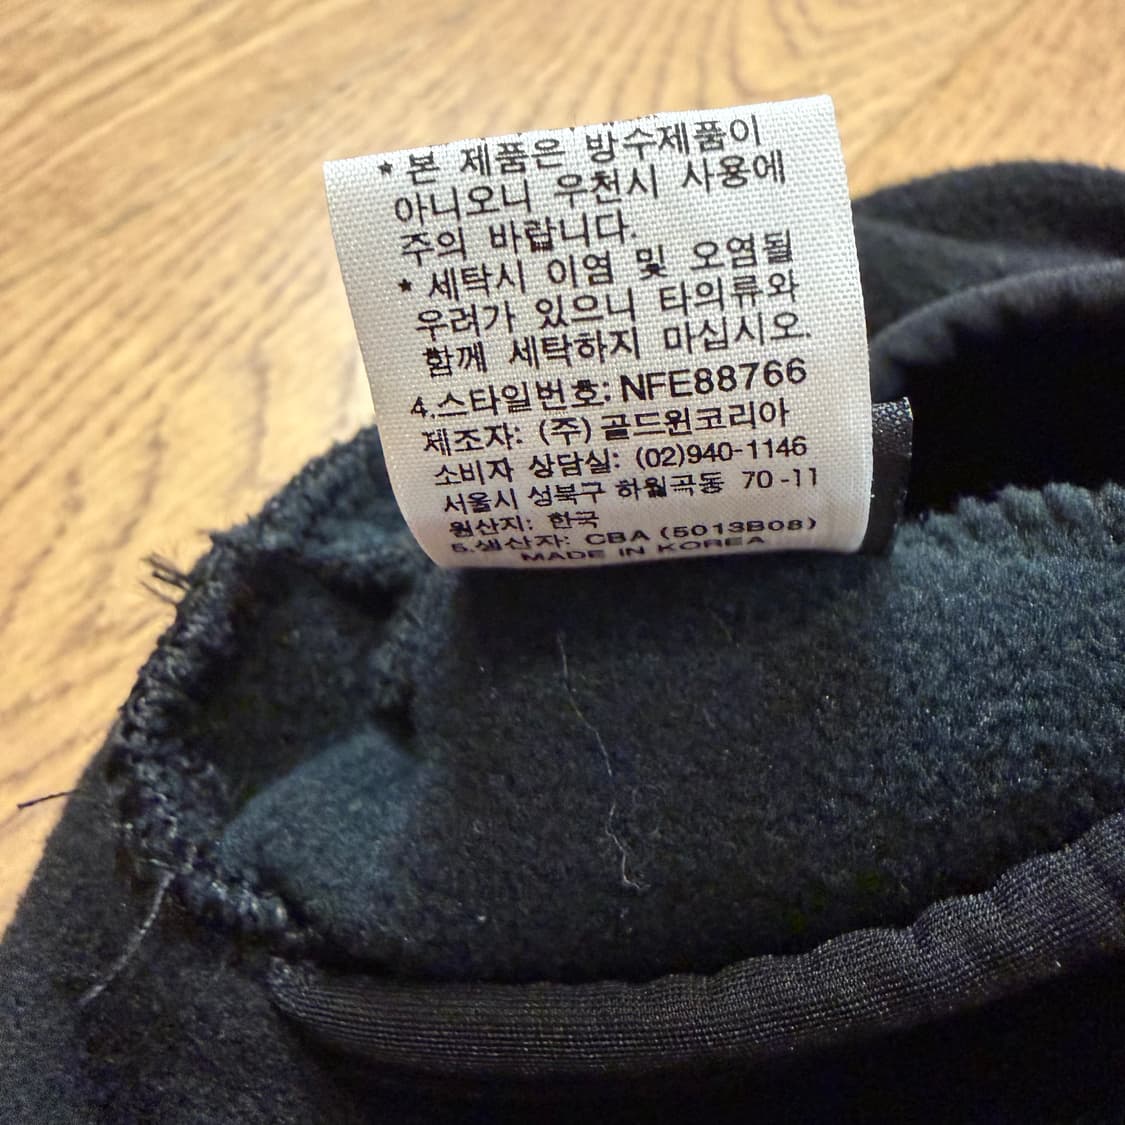 * 본 제품은 방수제품이
아니오니 우천시 사용에
주의 바랍니다.
* 세탁시 이염 및 오염될
우려가 있으니 타의류와
함께 세탁하지 마십시오.
4.스타일번호: NFE88766
제조자: (주)골드윈코리아
소비자 상담실: (02)940-1146
서울시 성북구 하월곡동 70-11
원산지: 한국
5.생산자: CBA (5013B08)
MADE IN KOREA